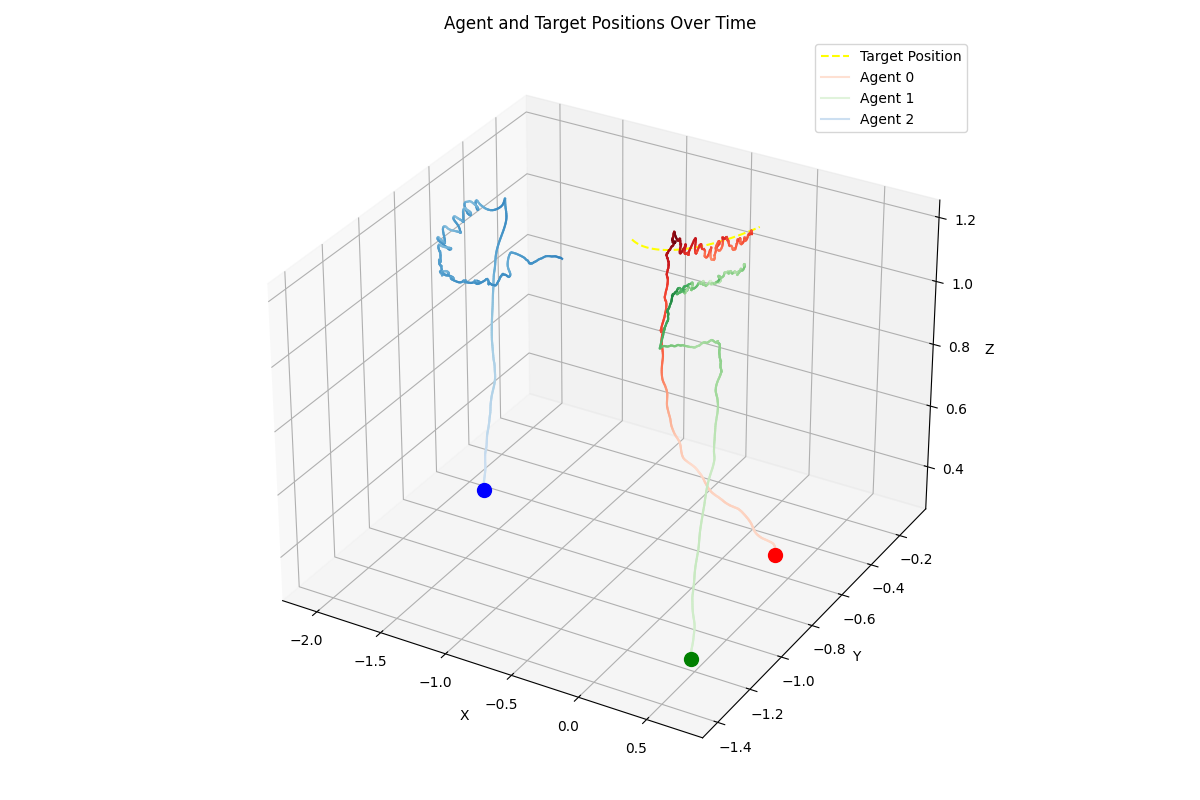 Agent and Target Positions Over Time
Target Position
Agent 0
Agent 1
Agent 2
1.2
1.0
Z
0.8
0.6
0.4
−0.2
−0.4
−0.6
−0.8
Y
−1.0
−1.2
−1.4
−2.0
−1.5
−1.0
X
−0.5
0.0
0.5